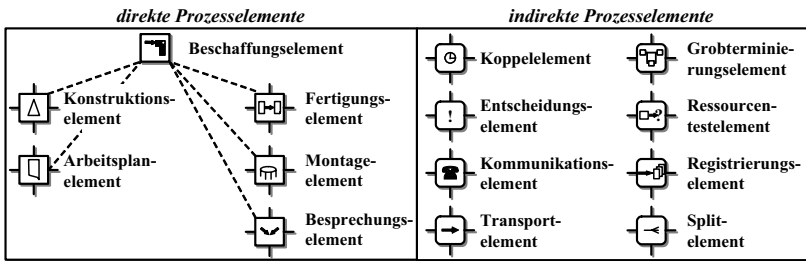 direkte Prozesselemente
Beschaffungselement
Konstruktions-
element
Arbeitsplan-
element
Fertigungs-
element
Montage-
element
Besprechungs-
element
indirekte Prozesselemente
Koppelelement
Entscheidungs-
element
!
Kommunikations-
element
Transport-
element
Grobterminie-
rungselement
Ressourcen-
testelement
?
Registrierungs-
element
Split-
element